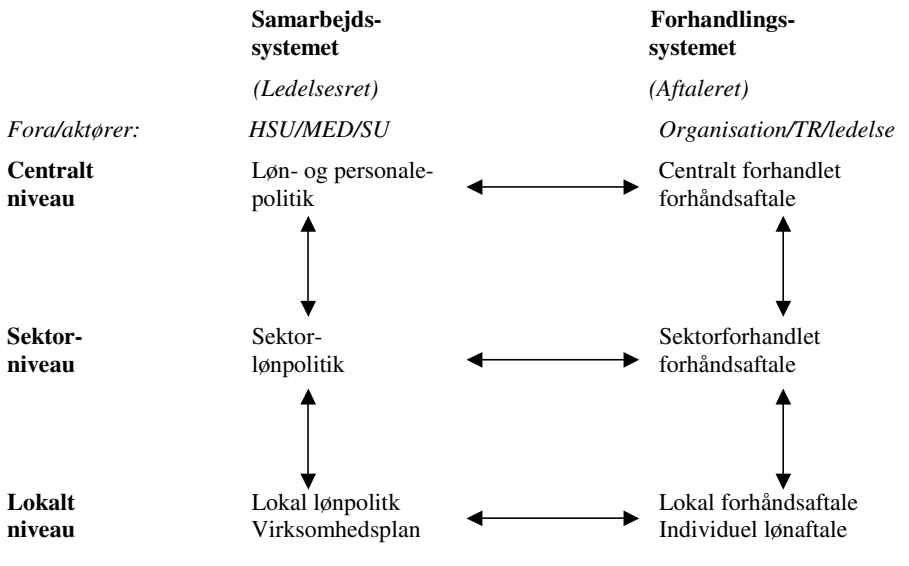 Samarbejds-
systemet
Forhandlings-
systemet
(Ledelsesret)
(Aftaleret)
Fora/aktører:
HSU/MED/SU
Organisation/TR/ledelse
Centralt
niveau
Løn- og personale-
politik
Centralt forhandlet
forhåndsaftale
Sektor-
niveau
Sektor-
lønpolitik
Sektorforhandlet
forhåndsaftale
Lokalt
niveau
Lokal lønpolitk
Virksomhedsplan
Lokal forhåndsaftale
Individuel lønaftale